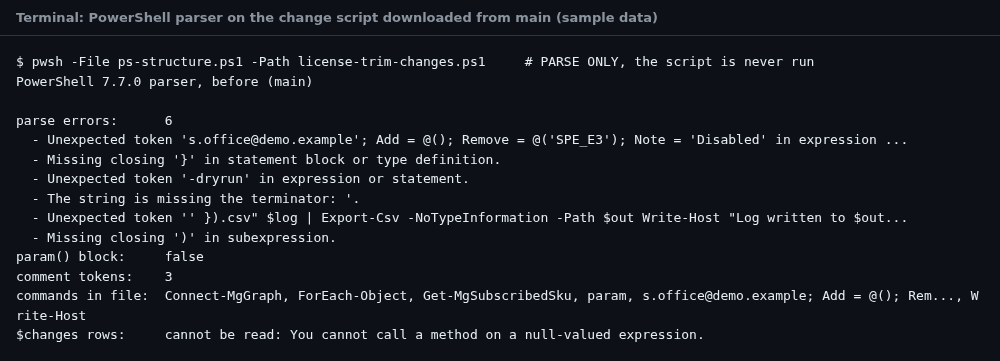 Terminal: PowerShell parser on the change script downloaded from main (sample data)
$ pwsh -File ps-structure.ps1 -Path license-trim-changes.ps1     # PARSE ONLY, the script is never run
PowerShell 7.7.0 parser, before (main)
parse errors:      6
  - Unexpected token 's.office@demo.example'; Add = @(); Remove = @('SPE_E3'); Note = 'Disabled' in expression ...
  - Missing closing '}' in statement block or type definition.
  - Unexpected token '-dryrun' in expression or statement.
  - The string is missing the terminator: '.
  - Unexpected token '' }).csv" $log | Export-Csv -NoTypeInformation -Path $out Write-Host "Log written to $out...
  - Missing closing ')' in subexpression.
param() block:     false
comment tokens:    3
commands in file:  Connect-MgGraph, ForEach-Object, Get-MgSubscribedSku, param, s.office@demo.example; Add = @(); Rem..., W
rite-Host
$changes rows:     cannot be read: You cannot call a method on a null-valued expression.